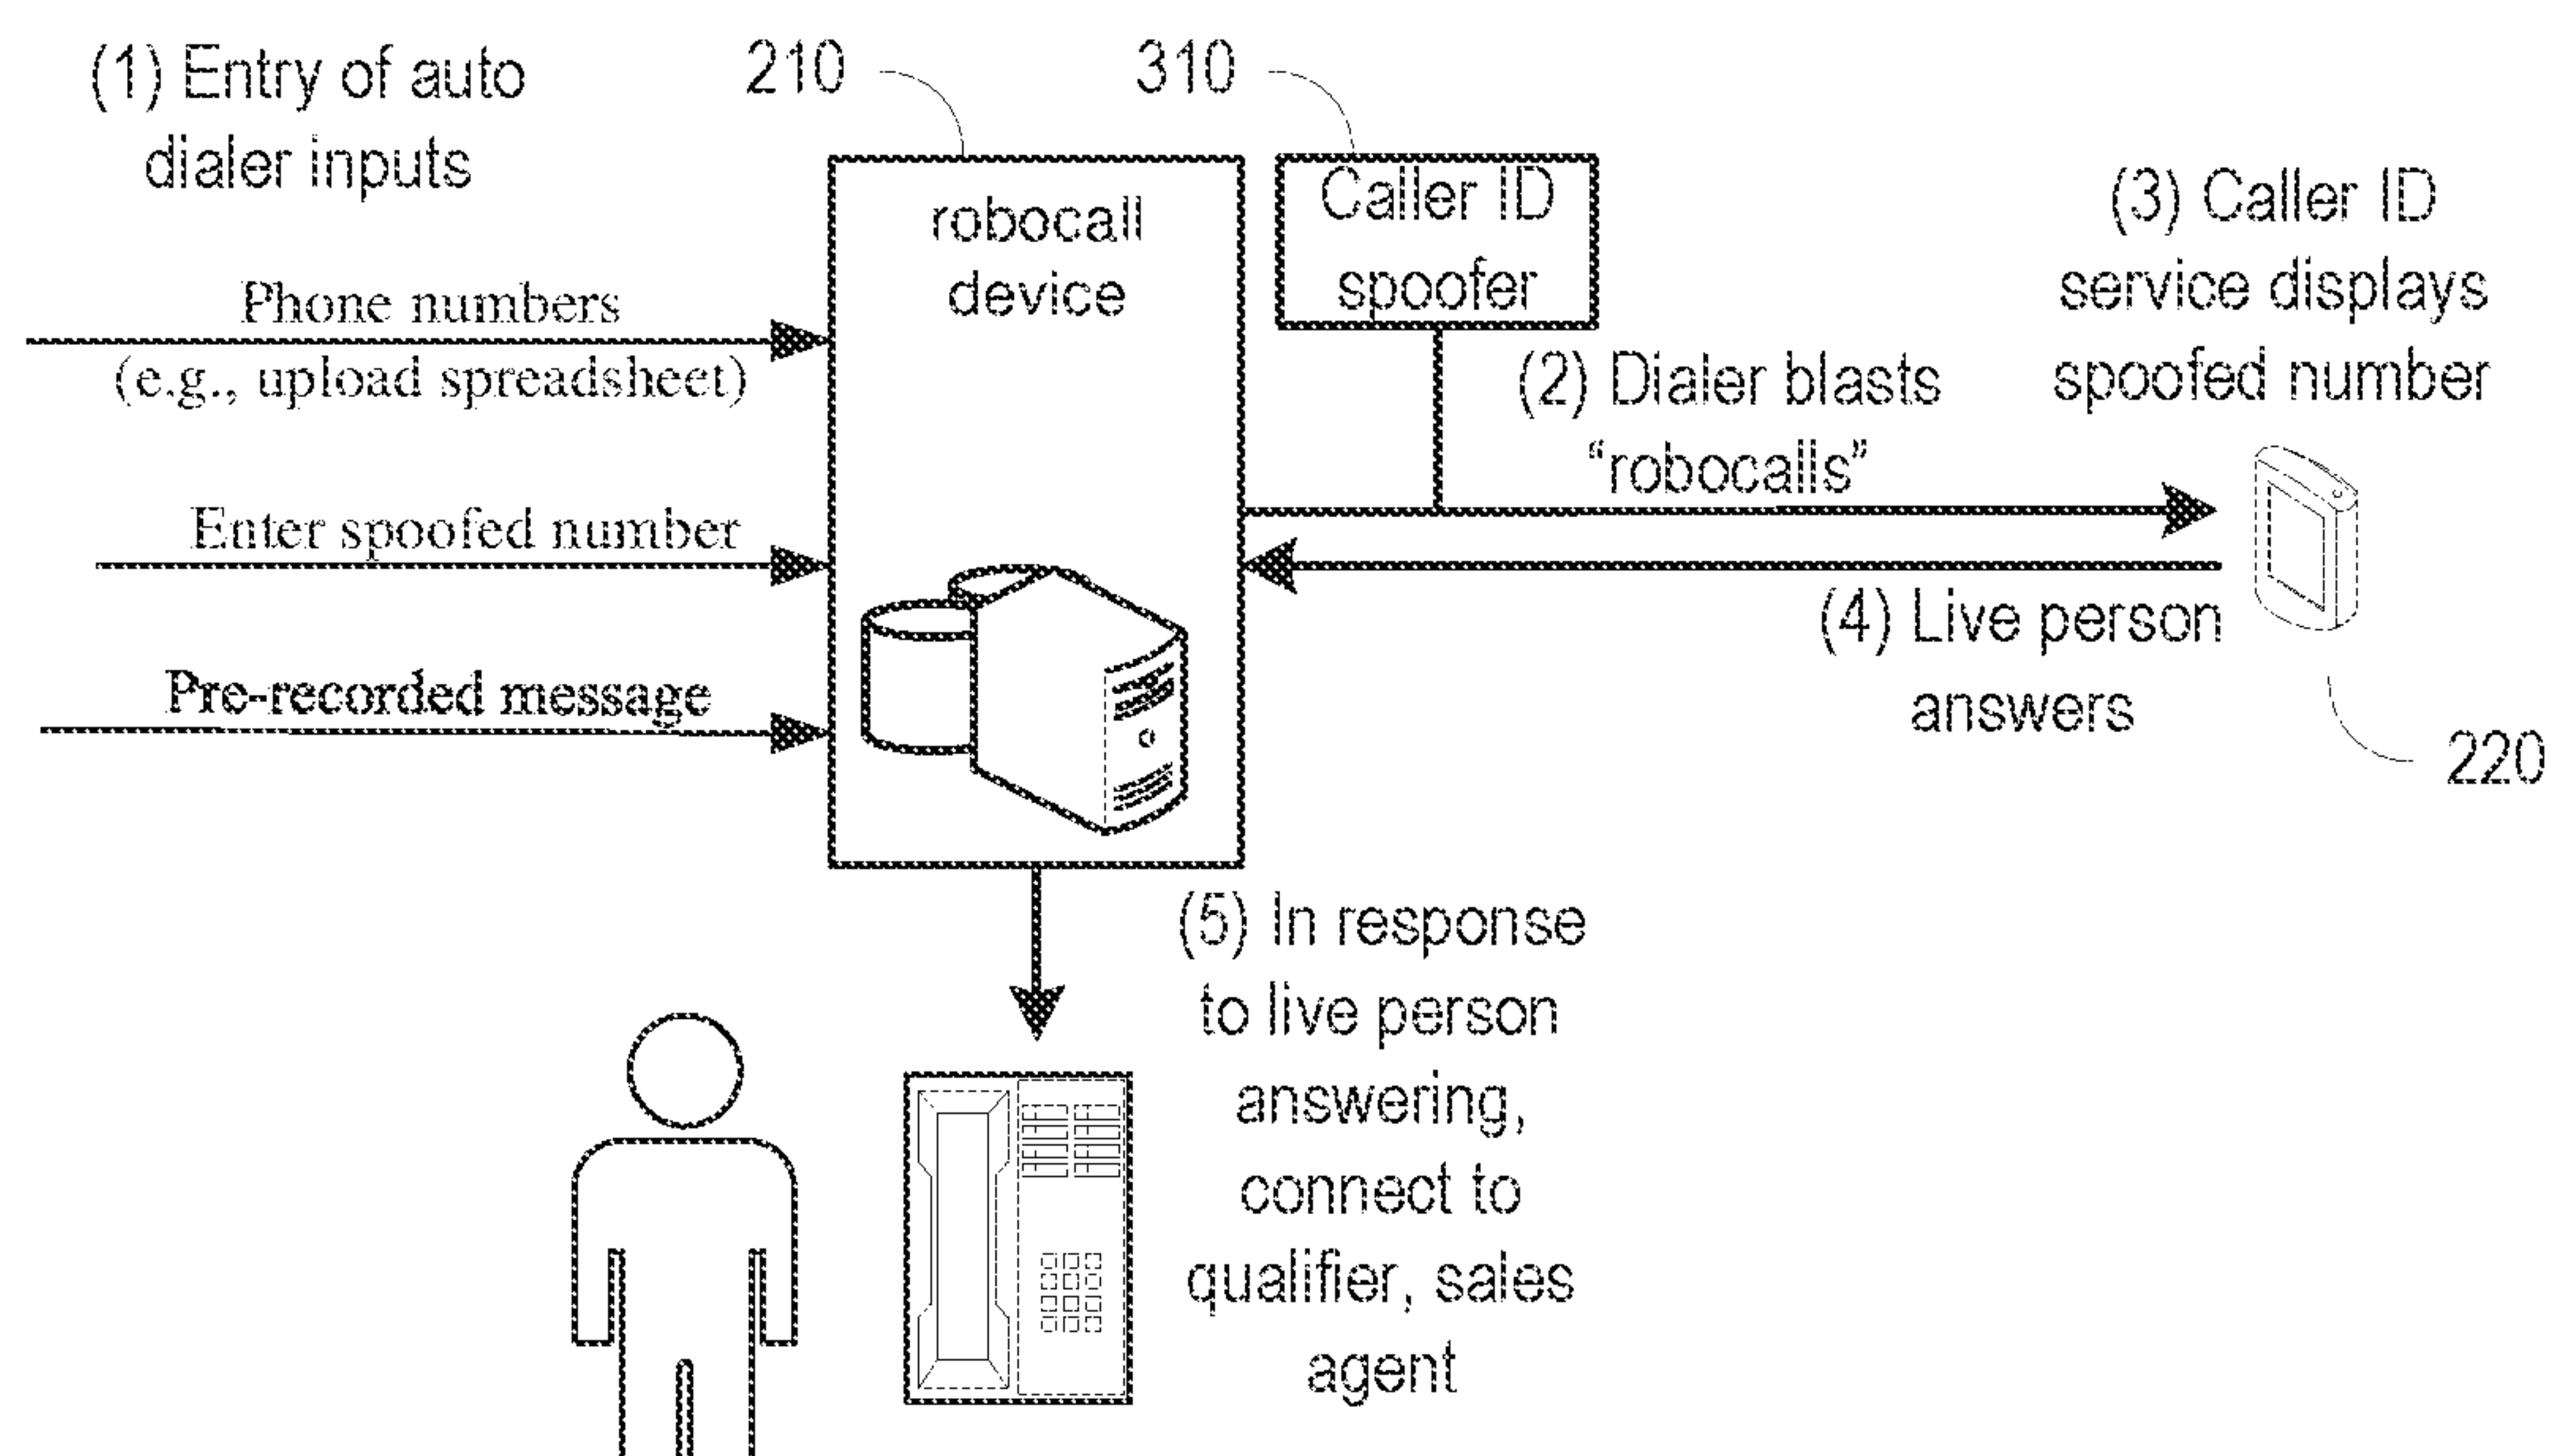 (1) Entry of auto
dialer inputs
210
310
robocall
device
Caller ID
spoofer
(3) Caller ID
service displays
spoofed number
Phone numbers
(e.g., upload spreadsheet)
(2) Dialer blasts
“robocalls”
Enter spoofed number
(4) Live person
answers
Pre-recorded message
220
(5) In response
to live person
answering,
connect to
qualifier, sales
agent